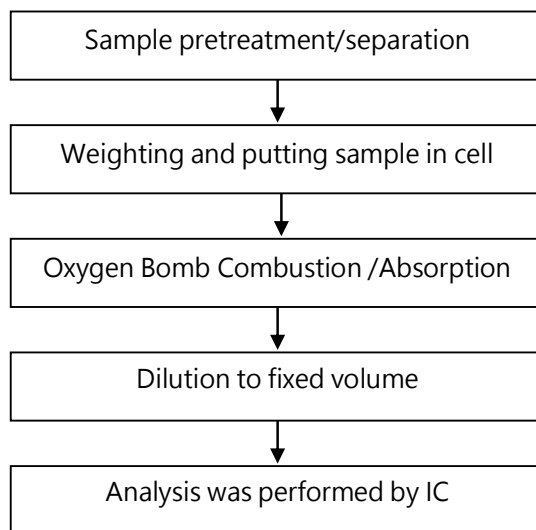 Sample pretreatment/separation
Weighting and putting sample in cell
Oxygen Bomb Combustion /Absorption
Dilution to fixed volume
Analysis was performed by IC